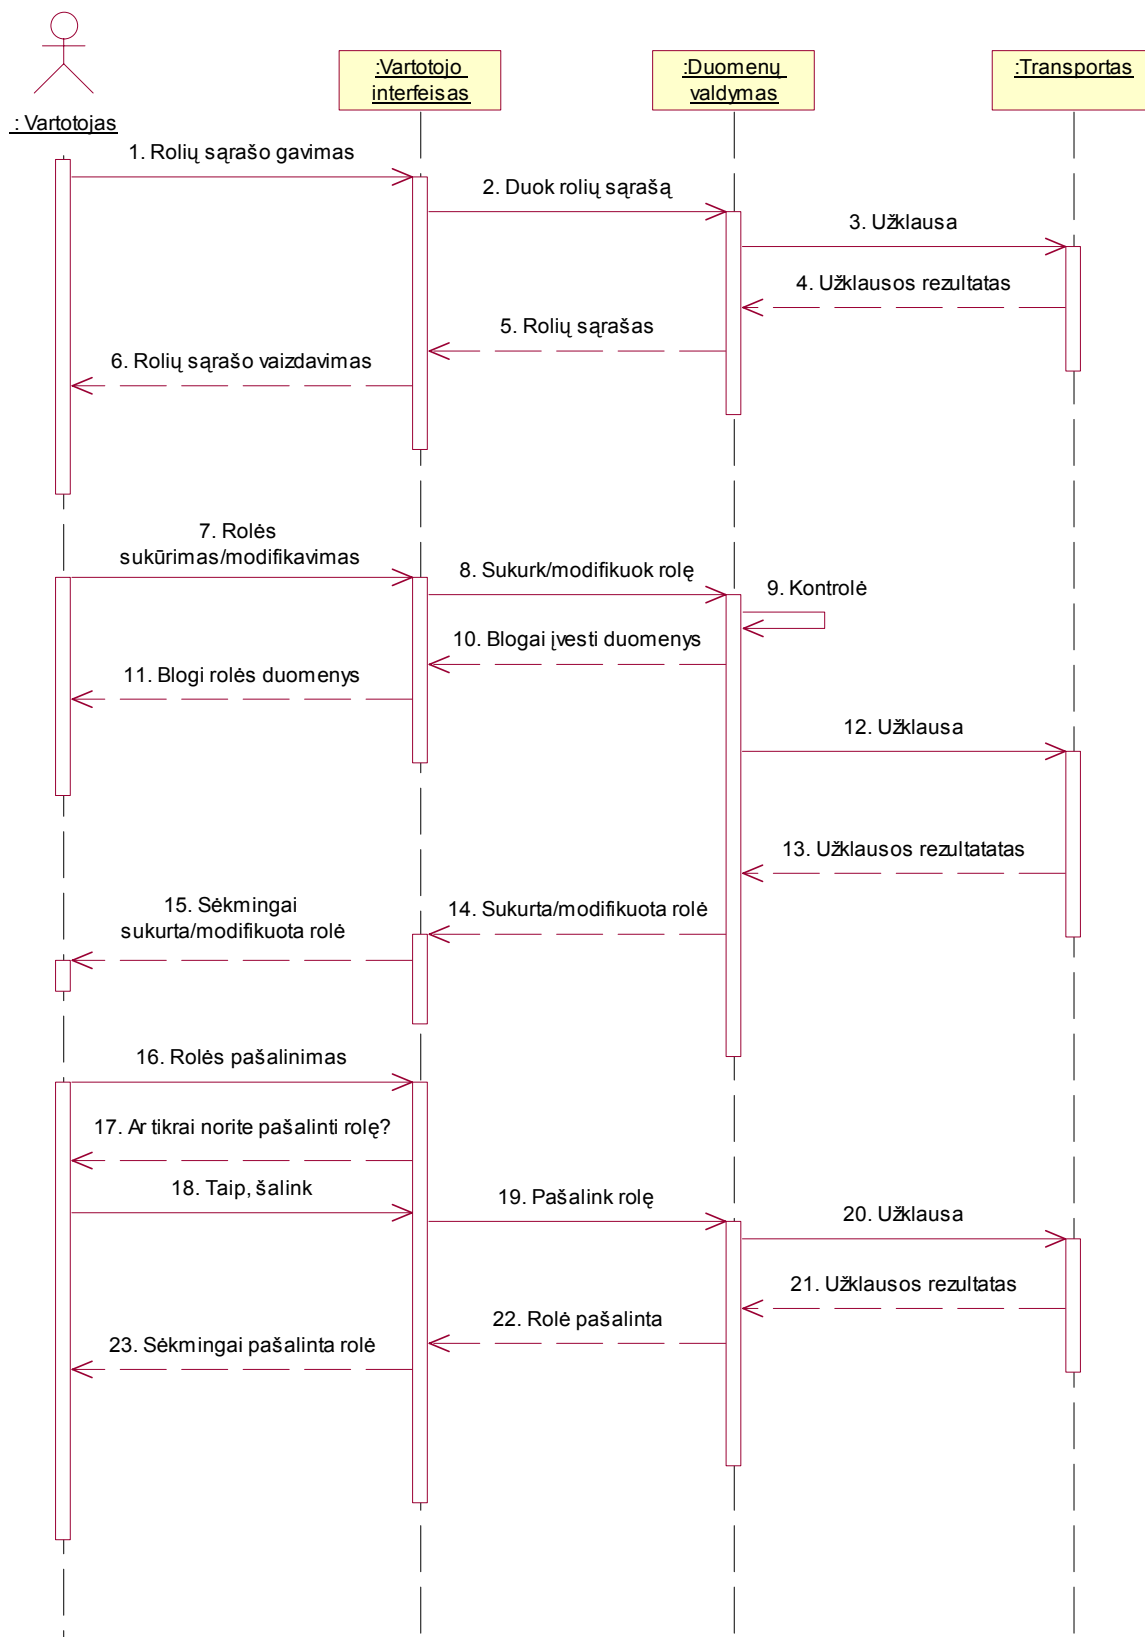 :Vartotojo
interfeisas
:Duomenų
valdymas
:Transportas
: Vartotojas
1. Rolių sąrašo gavimas
2. Duok rolių sąrašą
3. Užklausa
4. Užklausos rezultatas
5. Rolių sąrašas
6. Rolių sąrašo vaizdavimas
7. Rolės
sukūrimas/modifikavimas
8. Sukurk/modifikuok rolę
9. Kontrolė
10. Blogai įvesti duomenys
11. Blogi rolės duomenys
12. Užklausa
13. Užklausos rezultatatas
14. Sukurta/modifikuota rolė
15. Sėkmingai
sukurta/modifikuota rolė
16. Rolės pašalinimas
17. Ar tikrai norite pašalinti rolę?
18. Taip, šalink
19. Pašalink rolę
20. Užklausa
21. Užklausos rezultatas
22. Rolė pašalinta
23. Sėkmingai pašalinta rolė